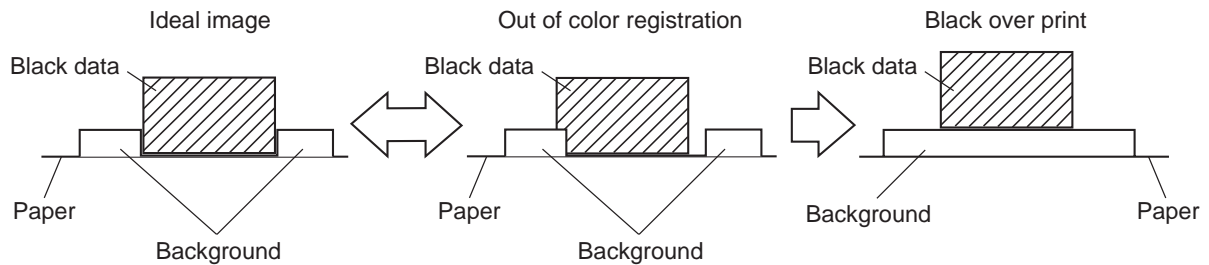 Ideal image
Out of color registration
Black over print
Black data
Black data
Black data
Paper
Paper
Background
Paper
Background
Background